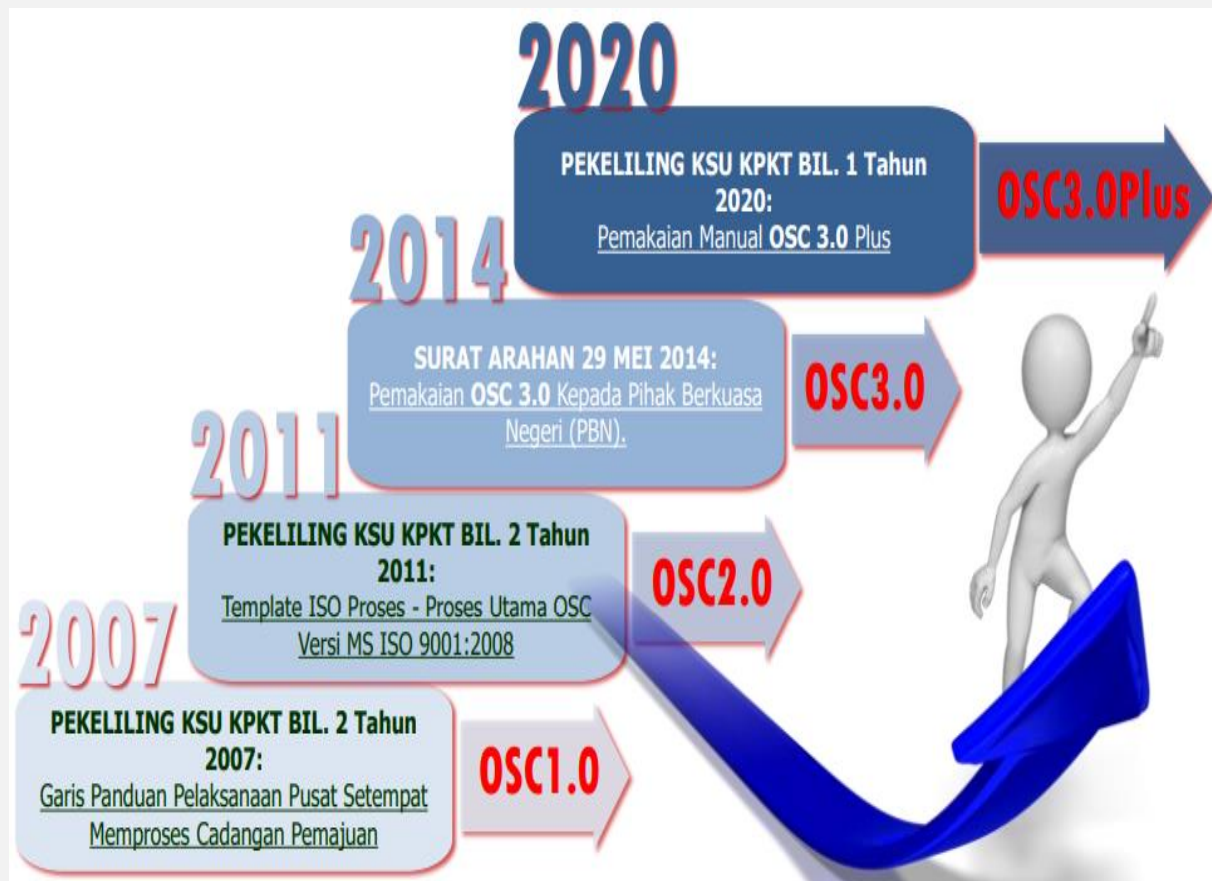 2020
PEKELILING KSU KPKT BIL. 1 Tahun
2020:
Pemakaian Manual OSC 3.0 Plus
OSC3.0Plus
2014
SURAT ARAHAN 29 MEI 2014:
Pemakaian OSC 3.0 Kepada Pihak Berkuasa
Negeri (PBN).
OSC3.0
2011
PEKELILING KSU KPKT BIL. 2 Tahun
2011:
Template ISO Proses - Proses Utama OSC
Versi MS ISO 9001:2008
OSC2.0
2007
PEKELILING KSU KPKT BIL. 2 Tahun
2007:
Garis Panduan Pelaksanaan Pusat Setempat
Memproses Cadangan Pemajuan
OSC1.0